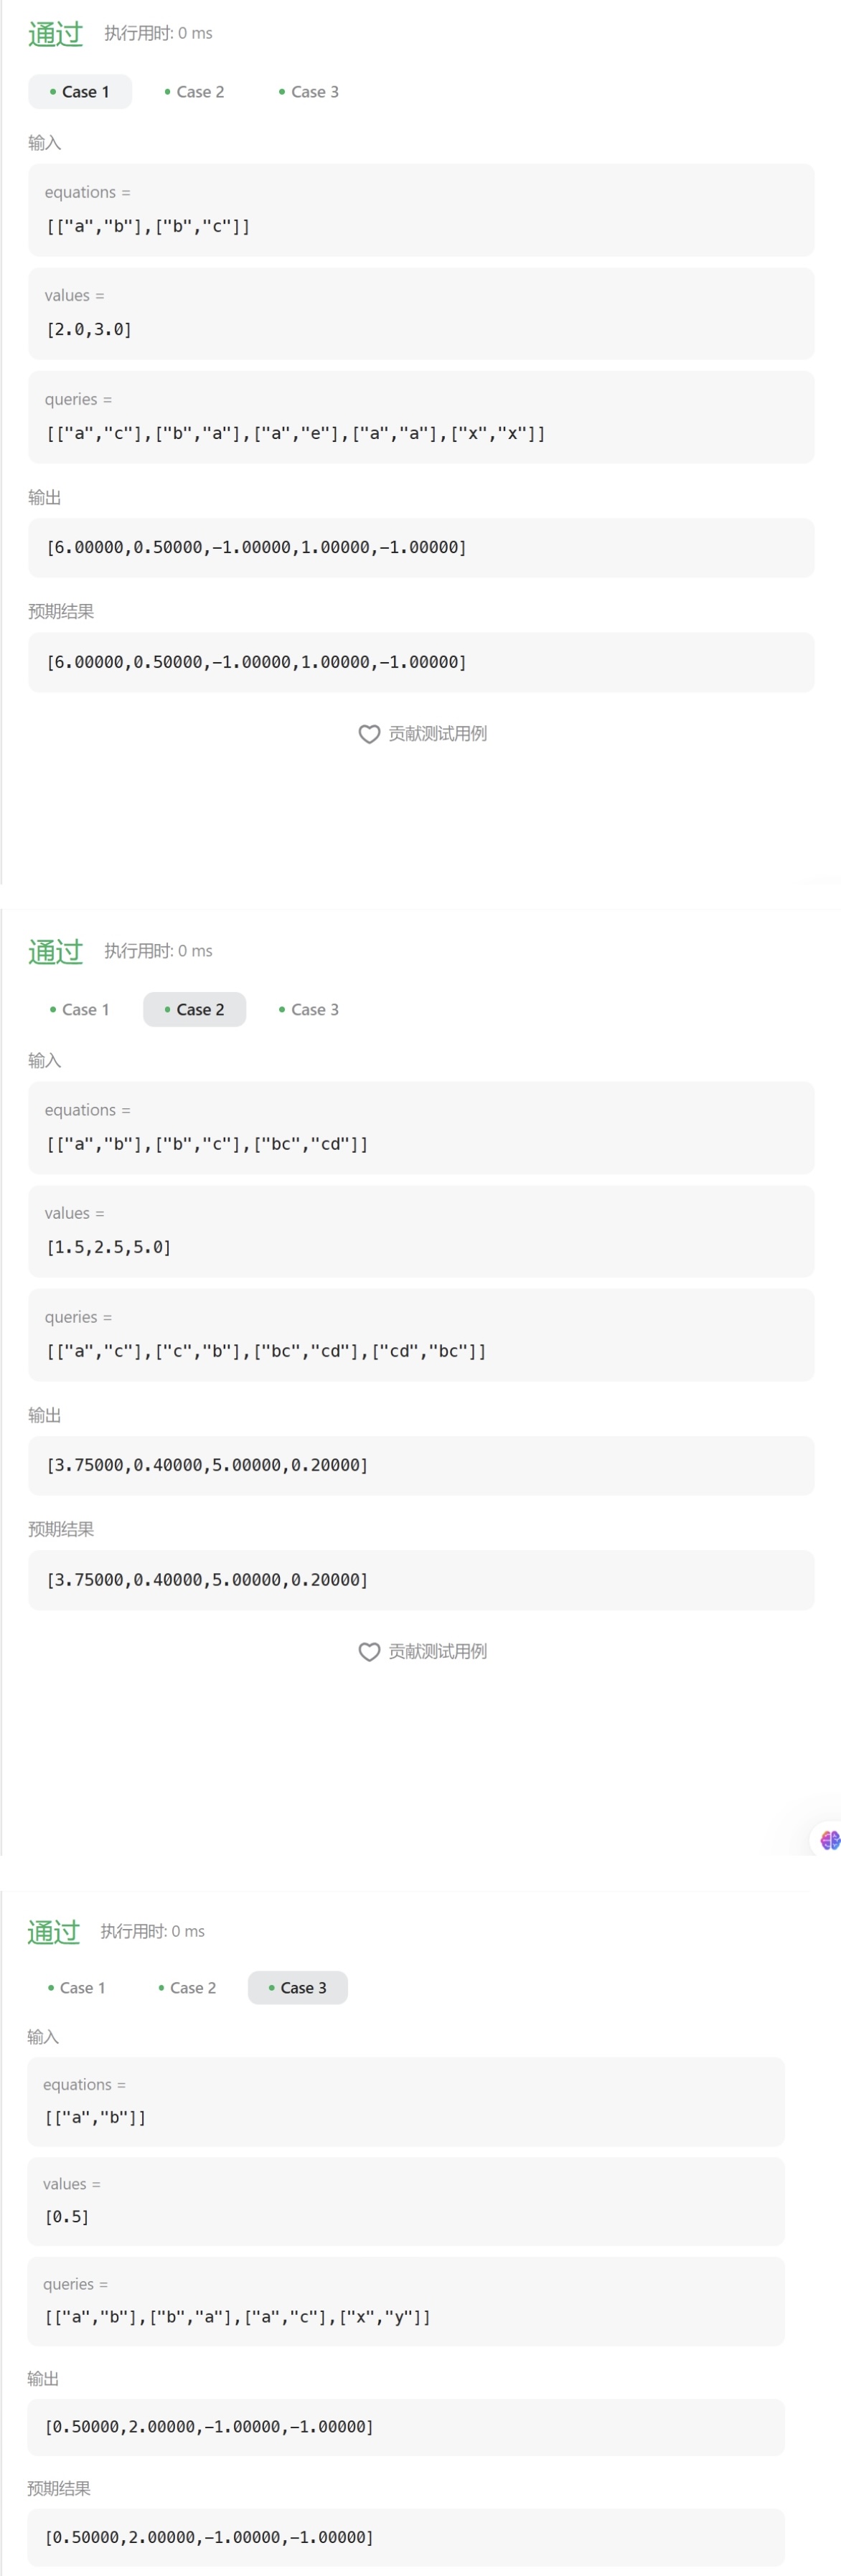 通过 执行用时: 0 ms
Case 1 Case 2 Case 3
输入
equations =
[["a","b"],["b","c"]]
values =
[2.0,3.0]
queries =
[["a","c"],["b","a"],["a","e"],["a","a"],["x","x"]]
输出
[6.00000,0.50000,-1.00000,1.00000,-1.00000]
预期结果
[6.00000,0.50000,-1.00000,1.00000,-1.00000]
贡献测试用例
通过 执行用时: 0 ms
Case 1 Case 2 Case 3
输入
equations =
[["a","b"],["b","c"],["bc","cd"]]
values =
[1.5,2.5,5.0]
queries =
[["a","c"],["c","b"],["bc","cd"],["cd","bc"]]
输出
[3.75000,0.40000,5.00000,0.20000]
预期结果
[3.75000,0.40000,5.00000,0.20000]
贡献测试用例
通过 执行用时: 0 ms
Case 1 Case 2 Case 3
输入
equations =
[["a","b"]]
values =
[0.5]
queries =
[["a","b"],["b","a"],["a","c"],["x","y"]]
输出
[0.50000,2.00000,-1.00000,-1.00000]
预期结果
[0.50000,2.00000,-1.00000,-1.00000]